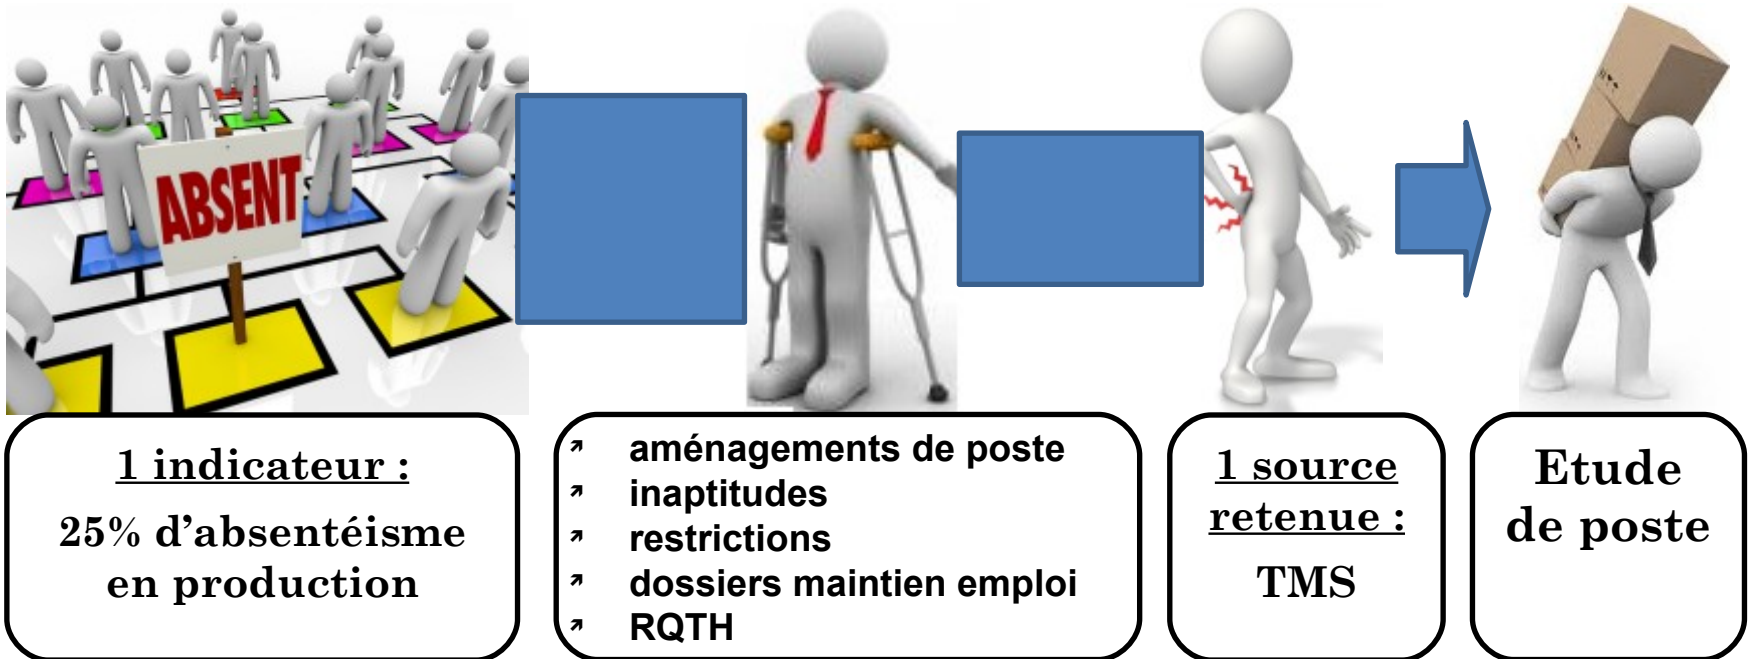 ABSENT
1 indicateur :
25% d’absentéisme
en production
↗ aménagements de poste
↗ inaptitudes
↗ restrictions
↗ dossiers maintien emploi
↗ RQTH
1 source
retenue :
TMS
Etude
de poste